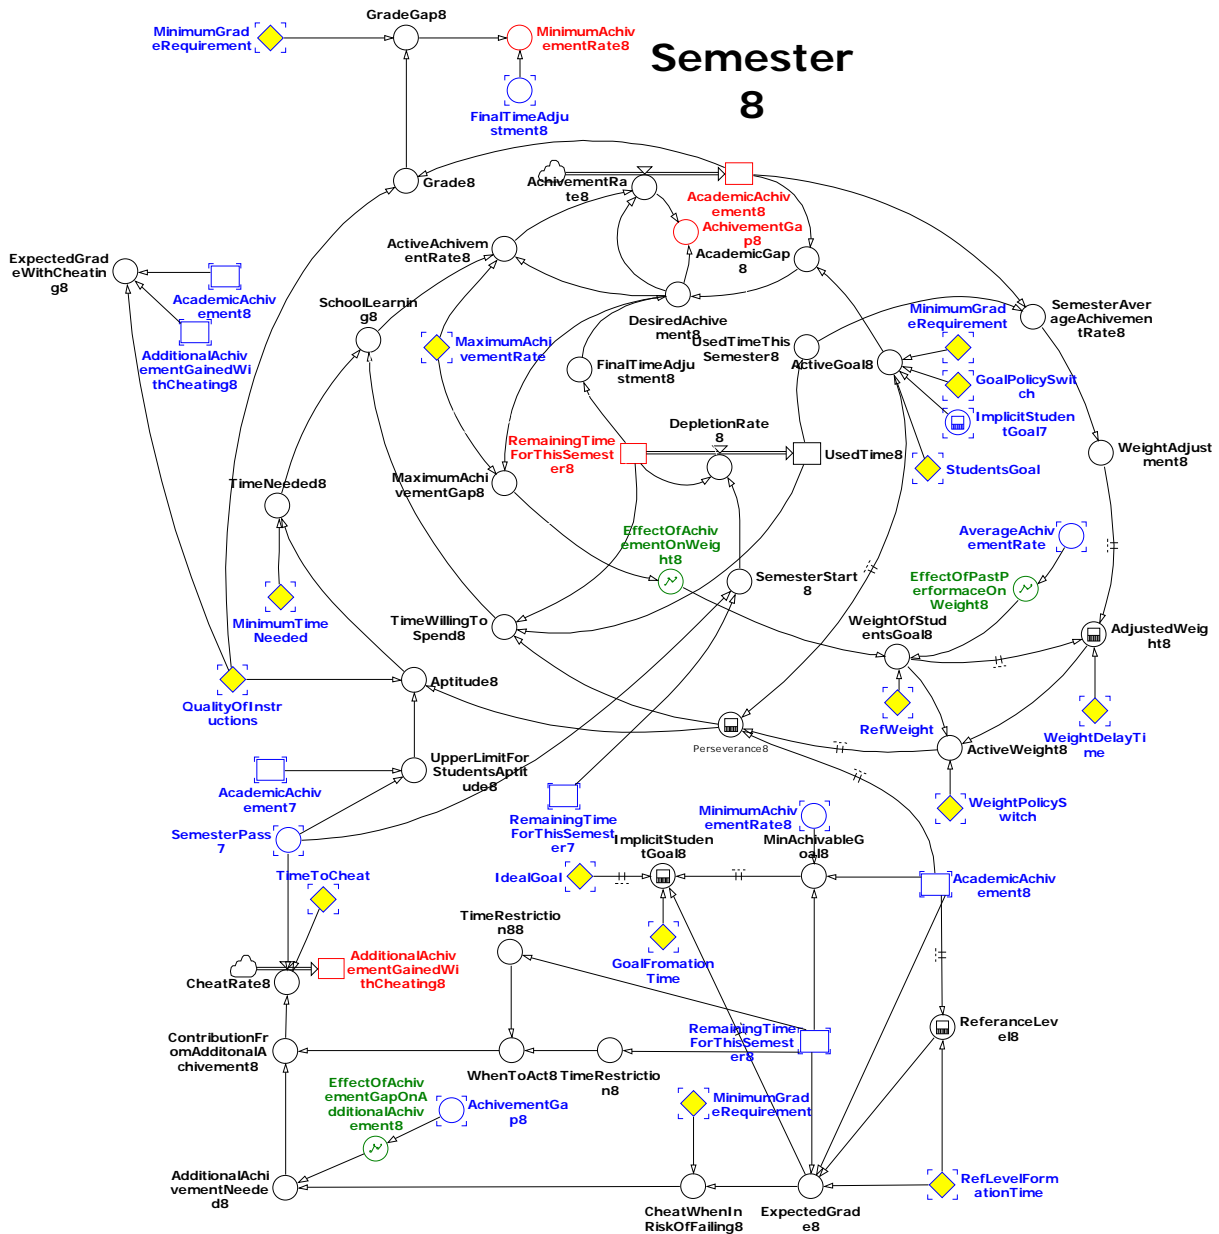 GradeGap8
MinimumGrad
eRequirement
MinimumAchiv
ementRate8
Semester
8
FinalTimeAdju
stment8
Grade8
AchivementRa
te8
AcademicAchiv
ement8
AchivementGa
p8
AcademicGap
8
ActiveAchivem
entRate8
ExpectedGrad
eWithCheatin
g8
AcademicAchiv
ement8
AdditionalAchiv
ementGainedWi
thCheating8
SchoolLearnin
g8
DesiredAchive
ment8
UsedTimeThis
Semester8
MaximumAchi
vementRate
FinalTimeAdju
stment8
ActiveGoal8
MinimumGrad
eRequirement
SemesterAver
ageAchivemen
tRate8
GoalPolicySwi
tch
ImplicitStuden
tGoal7
StudentsGoal
DepletionRate
8
RemainingTime
ForThisSemest
er8
UsedTime8
WeightAdjust
ment8
MaximumAchi
vementGap8
TimeNeeded8
EffectOfAchiv
ementOnWeig
ht8
AverageAchiv
ementRate
EffectOfPastP
erformaceOn
Weight8
SemesterStart
8
MinimumTime
Needed
TimeWillingTo
Spend8
WeightOfStud
entsGoal8
AdjustedWeig
ht8
QualityOfInstr
uctions
Aptitude8
RefWeight
WeightDelayTi
me
Perseverance8
ActiveWeight8
UpperLimitFor
StudentsAptit
ude8
AcademicAchiv
ement7
RemainingTime
ForThisSemest
er7
MinimumAchiv
ementRate8
WeightPolicyS
witch
SemesterPass
7
ImplicitStuden
tGoal8
MinAchivableG
oal8
TimeToCheat
IdealGoal
AcademicAchiv
ement8
TimeRestrictio
n88
GoalFromation
Time
AdditionalAchiv
ementGainedWi
thCheating8
CheatRate8
ContributionFr
omAdditonalA
chivement8
WhenToAct8
TimeRestrictio
n8
RemainingTime
ForThisSemest
er8
ReferanceLev
el8
EffectOfAchiv
ementGapOnA
dditionalAchiv
ement8
AchivementGa
p8
MinimumGrad
eRequirement
AdditionalAchi
vementNeede
d8
CheatWhenIn
RiskOfFailing8
ExpectedGrad
e8
RefLevelForm
ationTime